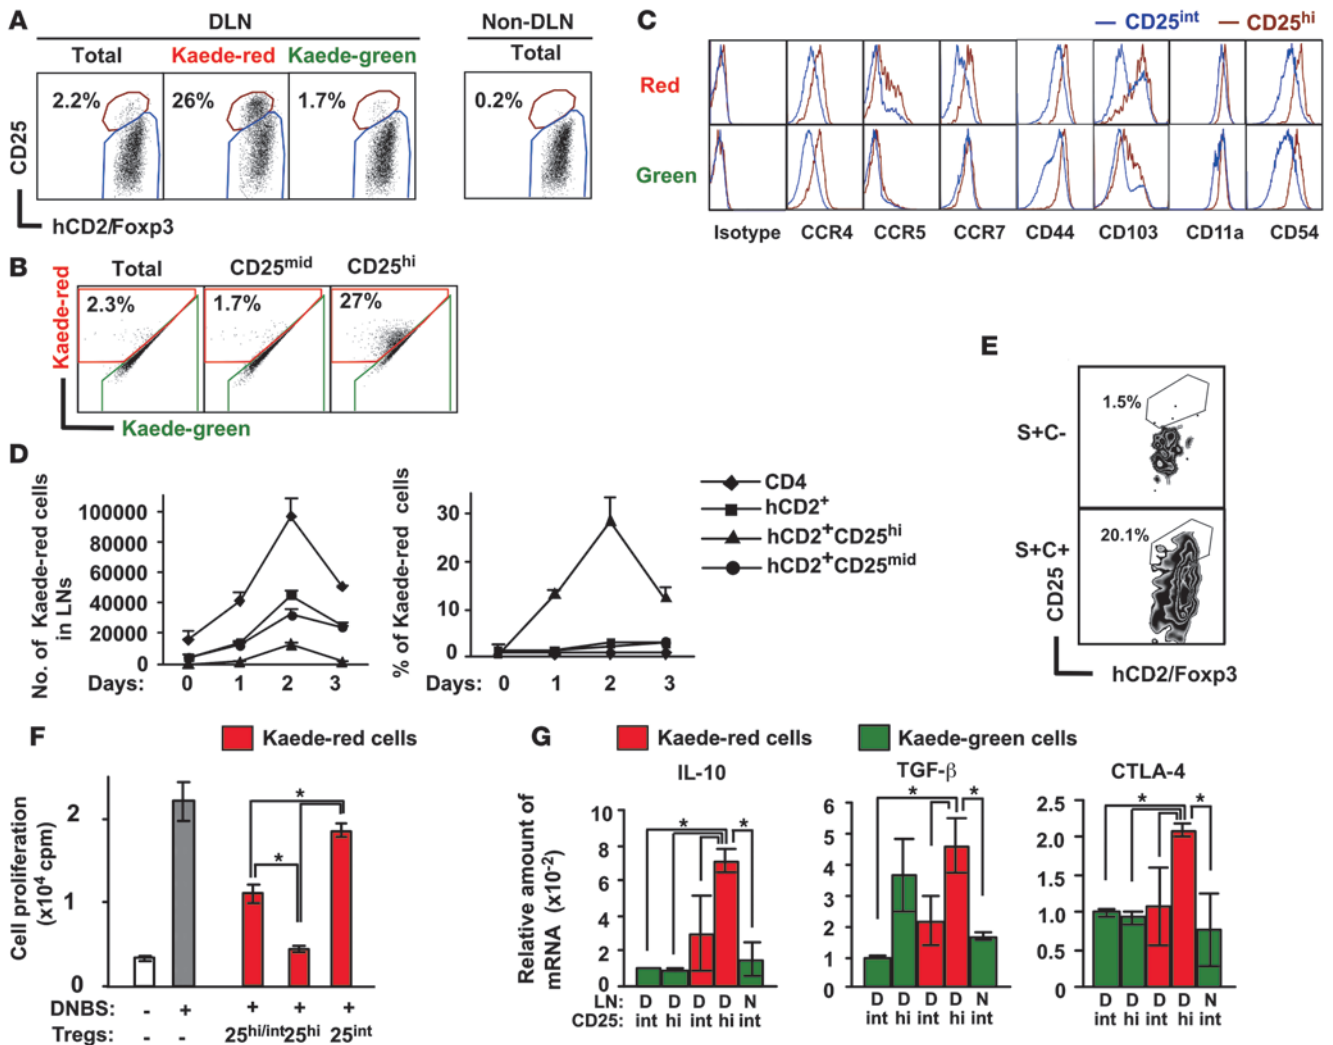 A
DLN
Non-DLN
Total
Kaede-red
Kaede-green
Total
2.2%
26%
1.7%
0.2%
CD25
hCD2/Foxp3
B
Total
CD25mid
CD25hi
Kaede-red
2.3%
1.7%
27%
Kaede-green
C
CD25int
CD25hi
Red
Green
Isotype
CCR4
CCR5
CCR7
CD44
CD103
CD11a
CD54
D
No. of Kaede-red cells in LNs
100000
80000
60000
40000
20000
0
Days: 0 1 2 3
% of Kaede-red cells
30
20
10
0
Days: 0 1 2 3
CD4
hCD2+
hCD2+CD25hi
hCD2+CD25mid
E
S+C-
1.5%
S+C+
20.1%
CD25
hCD2/Foxp3
F
Kaede-red cells
Cell proliferation (x10⁴ cpm)
2
1
0
*
*
DNBS: - + + + +
Tregs: - - 25hi/int 25hi 25int
G
Kaede-red cells
Kaede-green cells
Relative amount of mRNA (x10⁻²)
IL-10
10
8
6
4
2
0
*
*
LN: D D D D N
CD25: int hi int hi int
TGF-β
6
5
4
3
2
1
0
*
*
D D D D N
int hi int hi int
CTLA-4
2.5
2.0
1.5
1.0
0.5
0
*
*
D D D D N
int hi int hi int